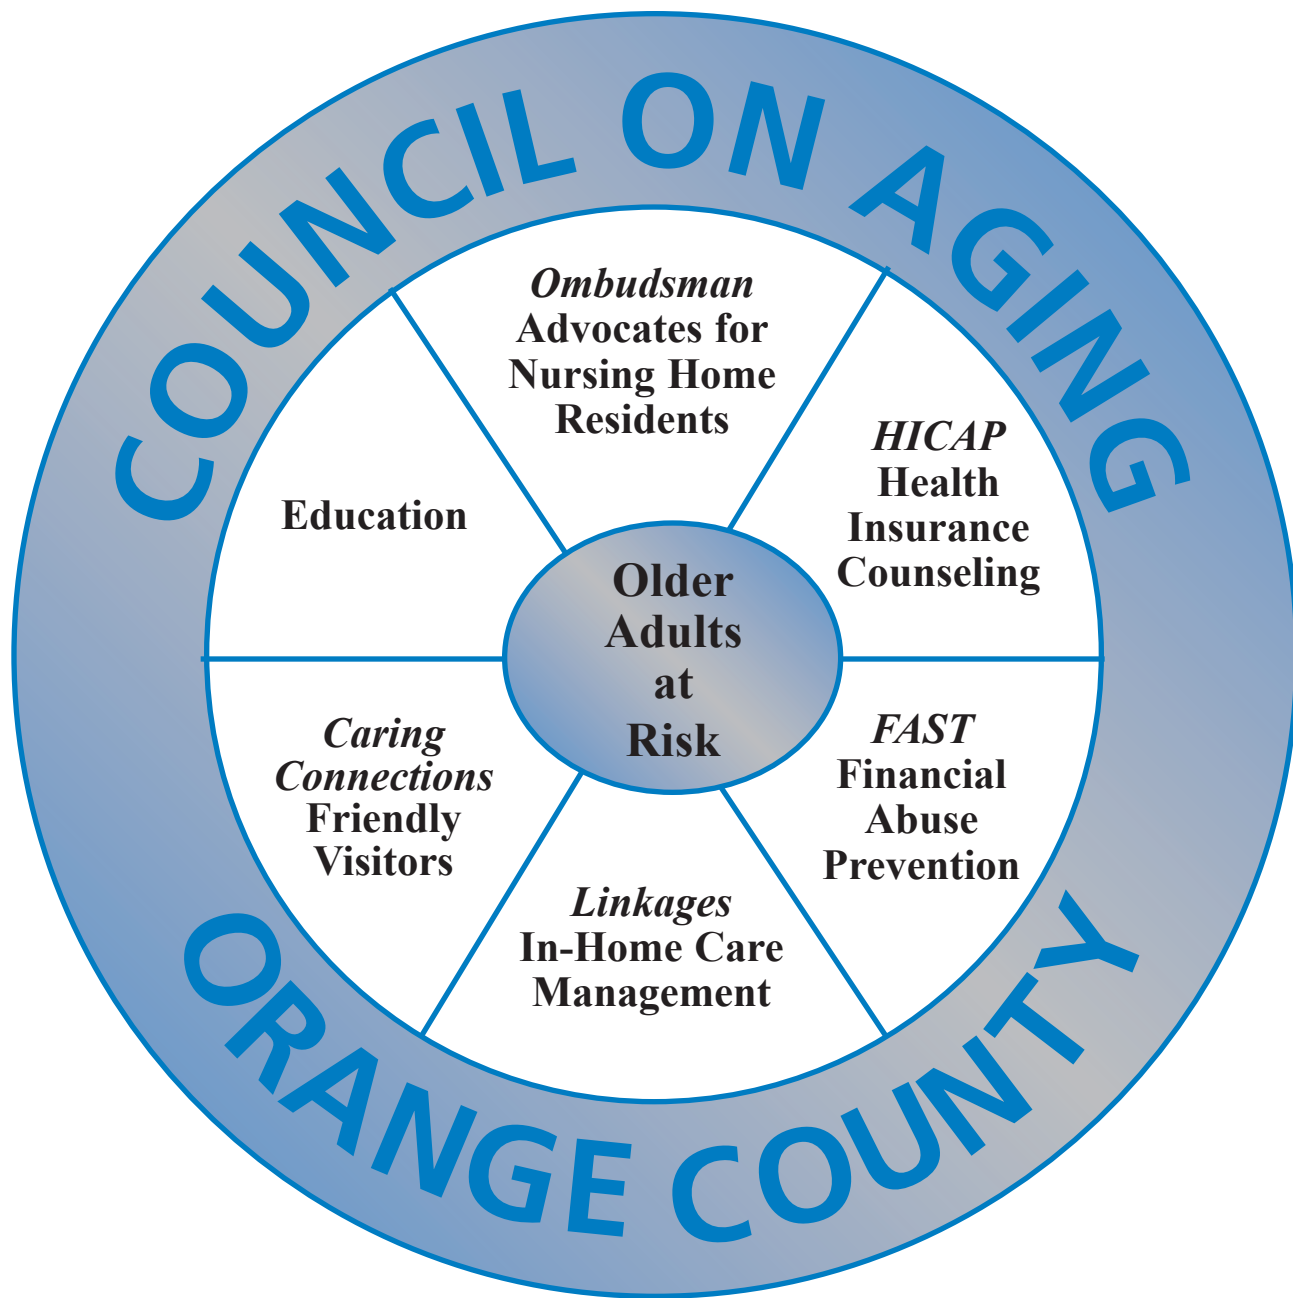 COUNCIL ON AGING
Ombudsman
Advocates for
Nursing Home
Residents
HICAP
Health
Insurance
Counseling
FAST
Financial
Abuse
Prevention
Linkages
In-Home Care
Management
Caring
Connections
Friendly
Visitors
Education
Older
Adults
at
Risk
ORANGE COUNTY